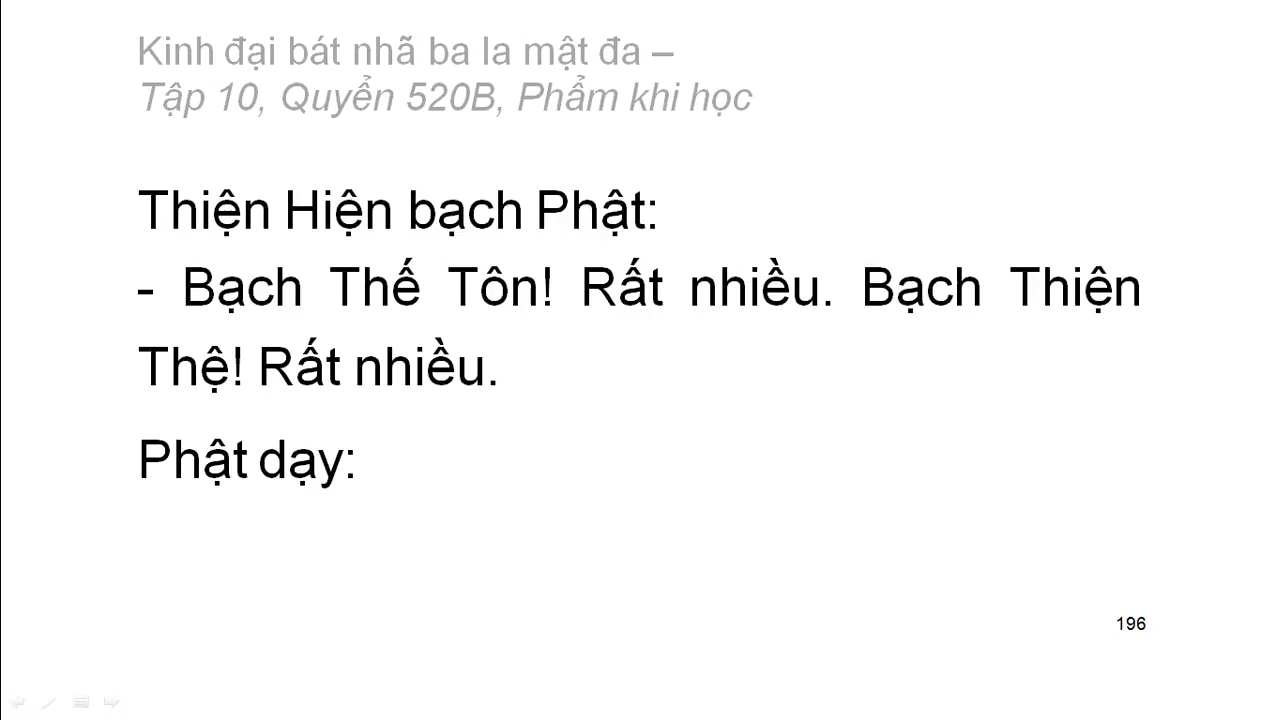 Kinh đại bát nhã ba la mật đa –
Tập 10, Quyển 520B, Phẩm khi học
Thiện Hiện bạch Phật:
- Bạch Thế Tôn! Rất nhiều. Bạch Thiện
Thệ! Rất nhiều.
Phật dạy:
196